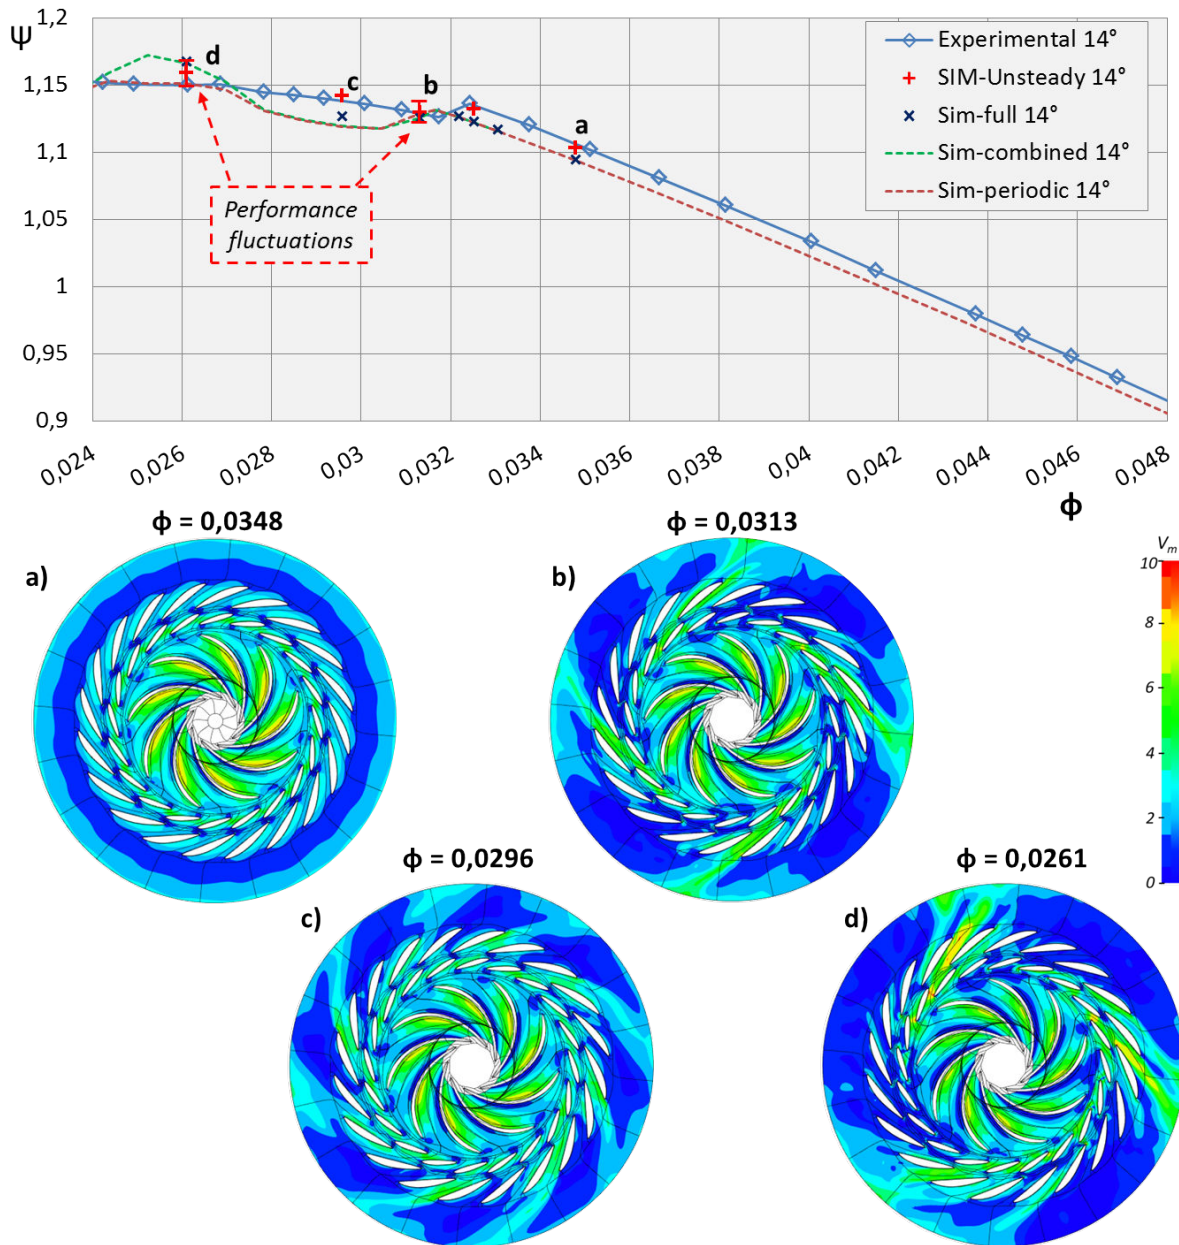 Ψ
1,2
1,15
1,1
1,05
1
0,95
0,9
d
c
b
a
Performance
fluctuations
Experimental 14°
SIM-Unsteady 14°
Sim-full 14°
Sim-combined 14°
Sim-periodic 14°
0,024
0,026
0,028
0,03
0,032
0,034
0,036
0,038
0,04
0,042
0,044
0,046
0,048
ϕ
ϕ = 0,0348
a)
ϕ = 0,0313
b)
Vm
10
8
6
4
2
0
ϕ = 0,0296
c)
ϕ = 0,0261
d)